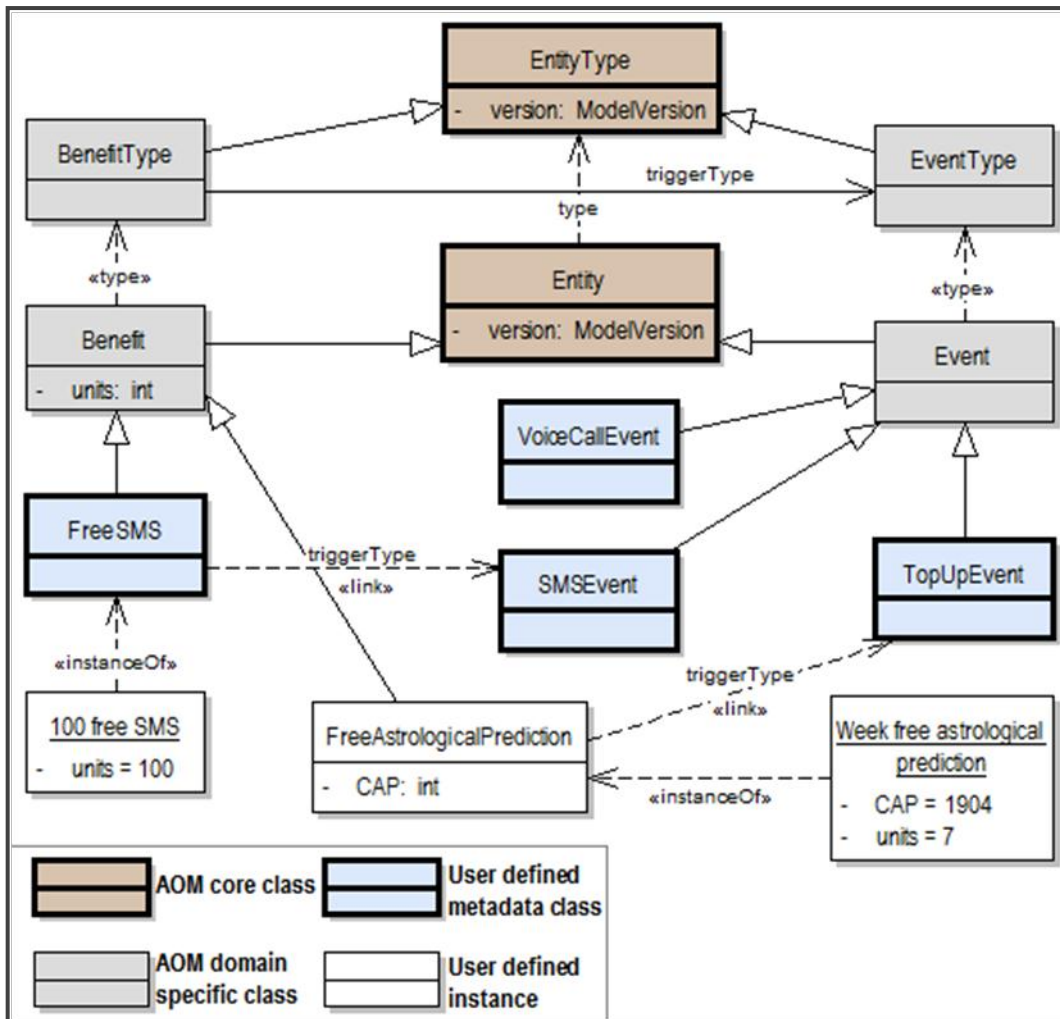 EntityType
- version: ModelVersion
BenefitType
EventType
triggerType
type
«type»
«type»
Entity
- version: ModelVersion
Benefit
- units: int
Event
VoiceCallEvent
FreeSMS
triggerType
«link»
SMSEvent
TopUpEvent
«instanceOf»
triggerType
«link»
100 free SMS
- units = 100
FreeAstrologicalPrediction
- CAP: int
«instanceOf»
Week free astrological
prediction
- CAP = 1904
- units = 7
AOM core class
User defined
metadata class
AOM domain
specific class
User defined
instance